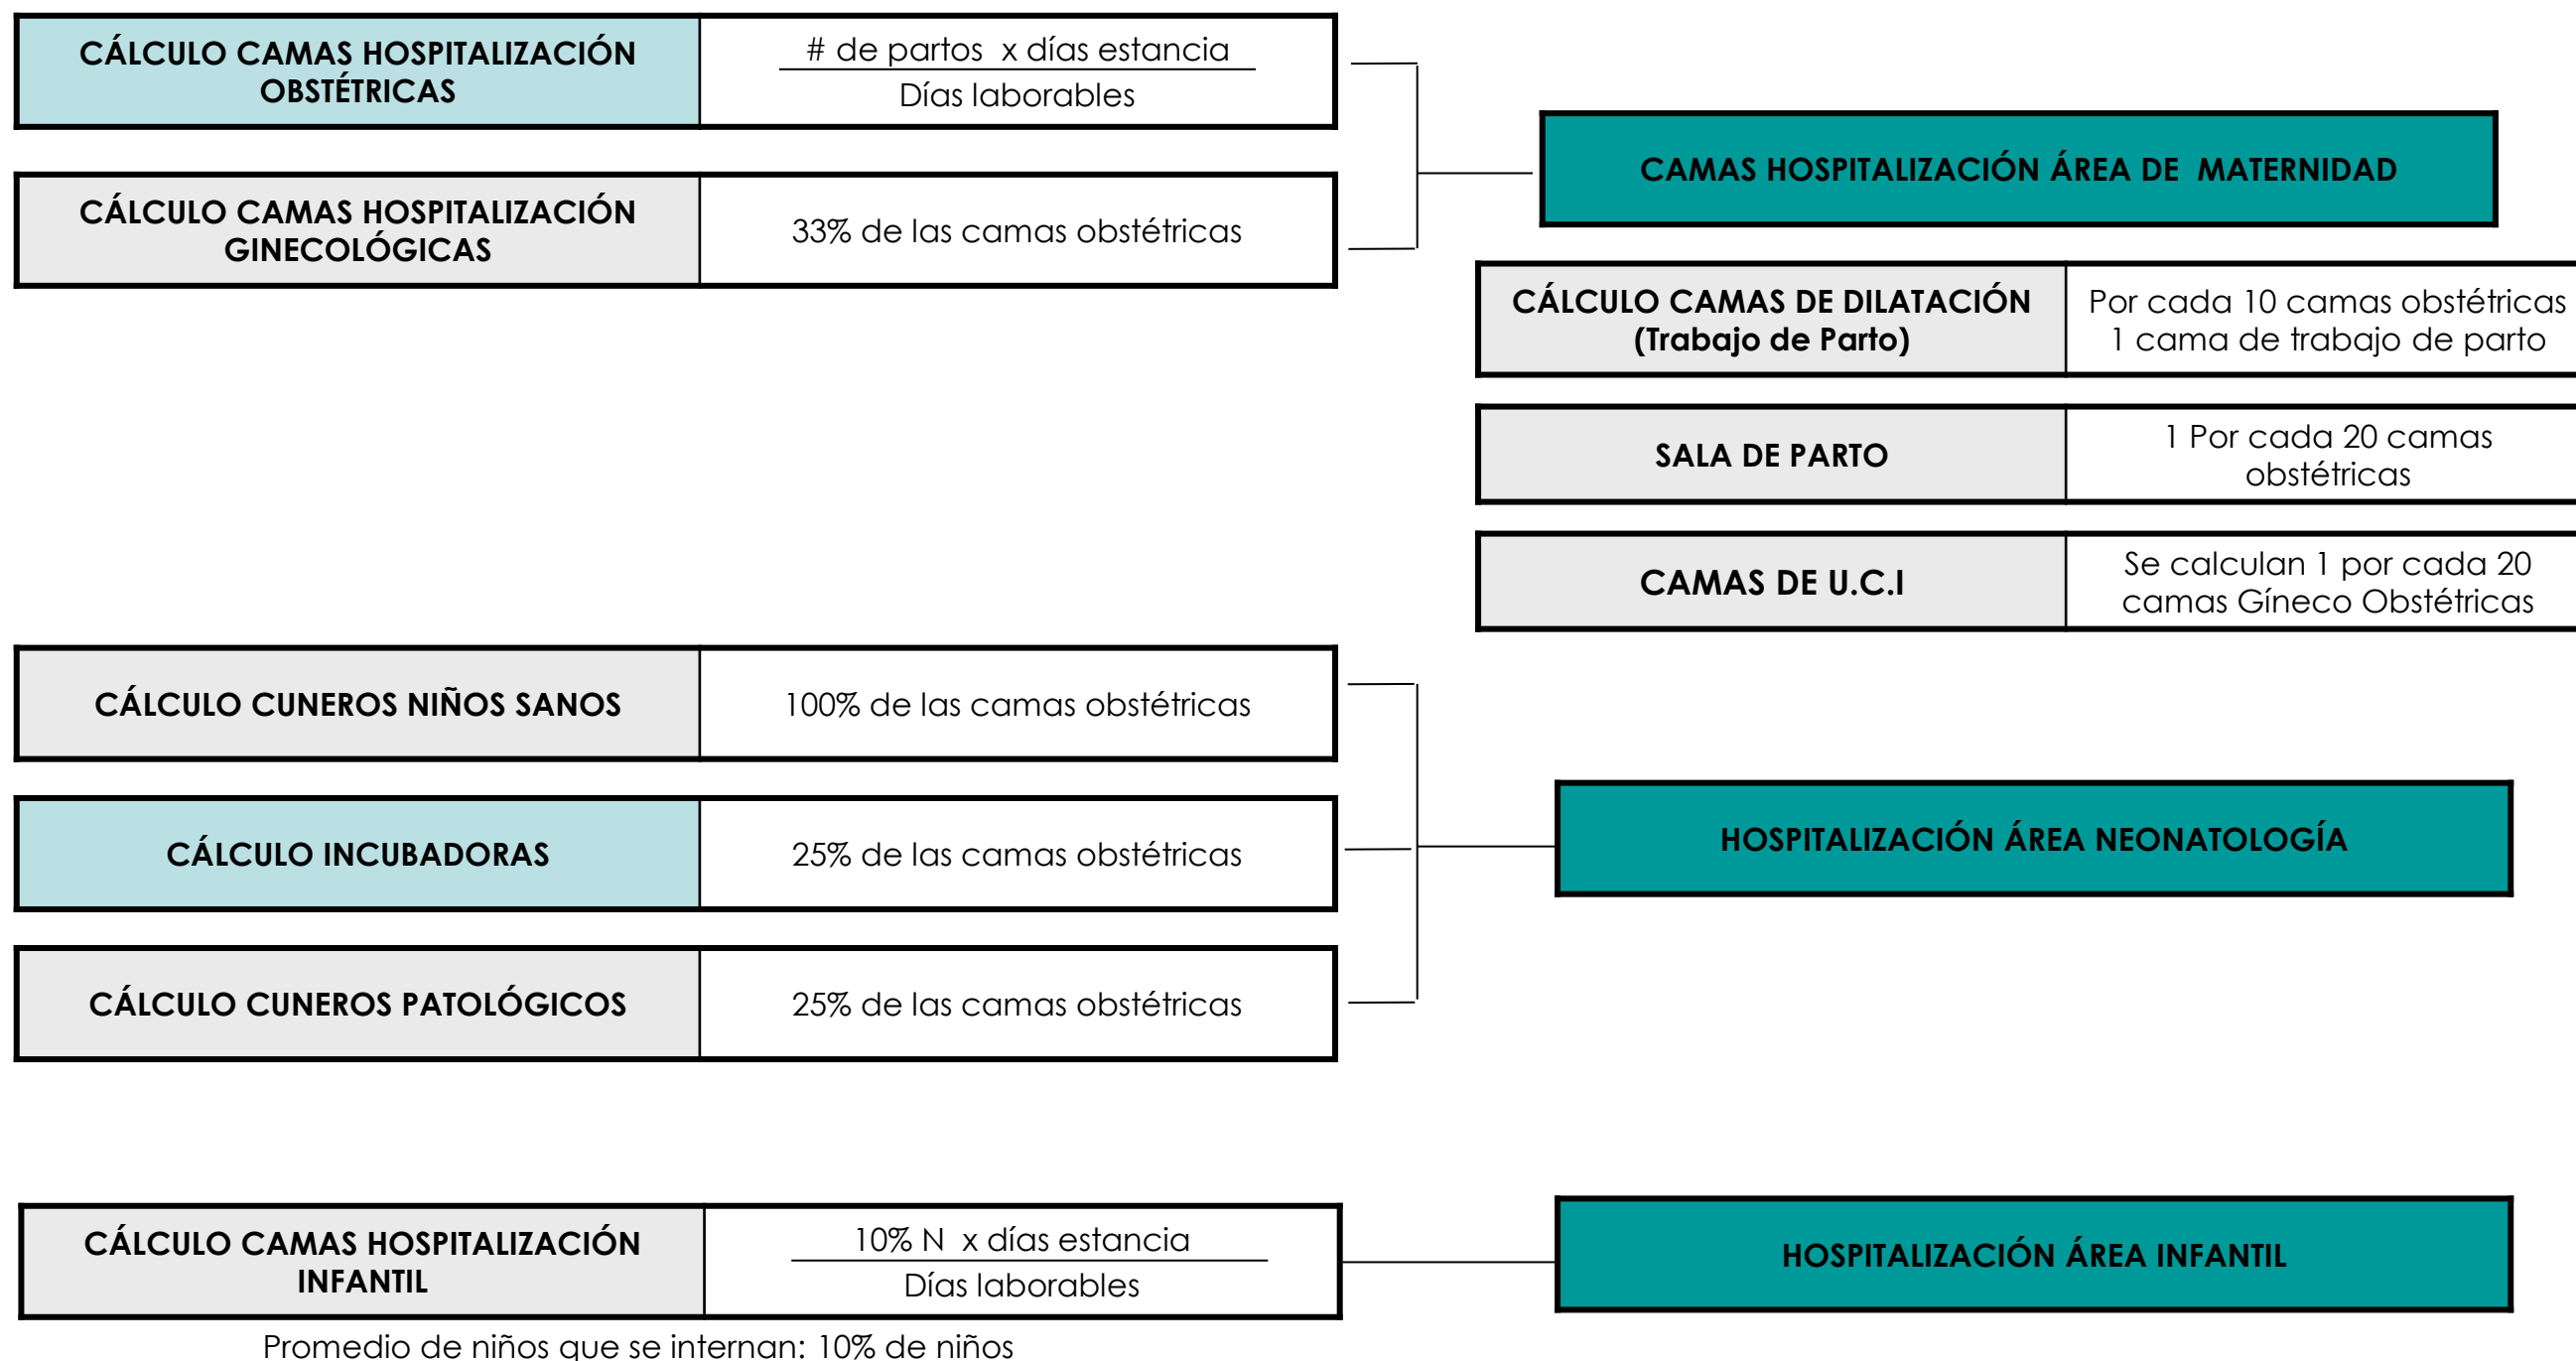 CÁLCULO CAMAS HOSPITALIZACIÓN
OBSTÉTRICAS
# de partos x días estancia
Días laborables
CÁLCULO CAMAS HOSPITALIZACIÓN
GINECOLÓGICAS
33% de las camas obstétricas
CAMAS HOSPITALIZACIÓN ÁREA DE MATERNIDAD
CÁLCULO CAMAS DE DILATACIÓN
(Trabajo de Parto)
Por cada 10 camas obstétricas
1 cama de trabajo de parto
SALA DE PARTO
1 Por cada 20 camas
obstétricas
CAMAS DE U.C.I
Se calculan 1 por cada 20
camas Gíneco Obstétricas
CÁLCULO CUNEROS NIÑOS SANOS
100% de las camas obstétricas
CÁLCULO INCUBADORAS
25% de las camas obstétricas
CÁLCULO CUNEROS PATOLÓGICOS
25% de las camas obstétricas
HOSPITALIZACIÓN ÁREA NEONATOLOGÍA
CÁLCULO CAMAS HOSPITALIZACIÓN
INFANTIL
10% N x días estancia
Días laborables
HOSPITALIZACIÓN ÁREA INFANTIL
Promedio de niños que se internan: 10% de niños